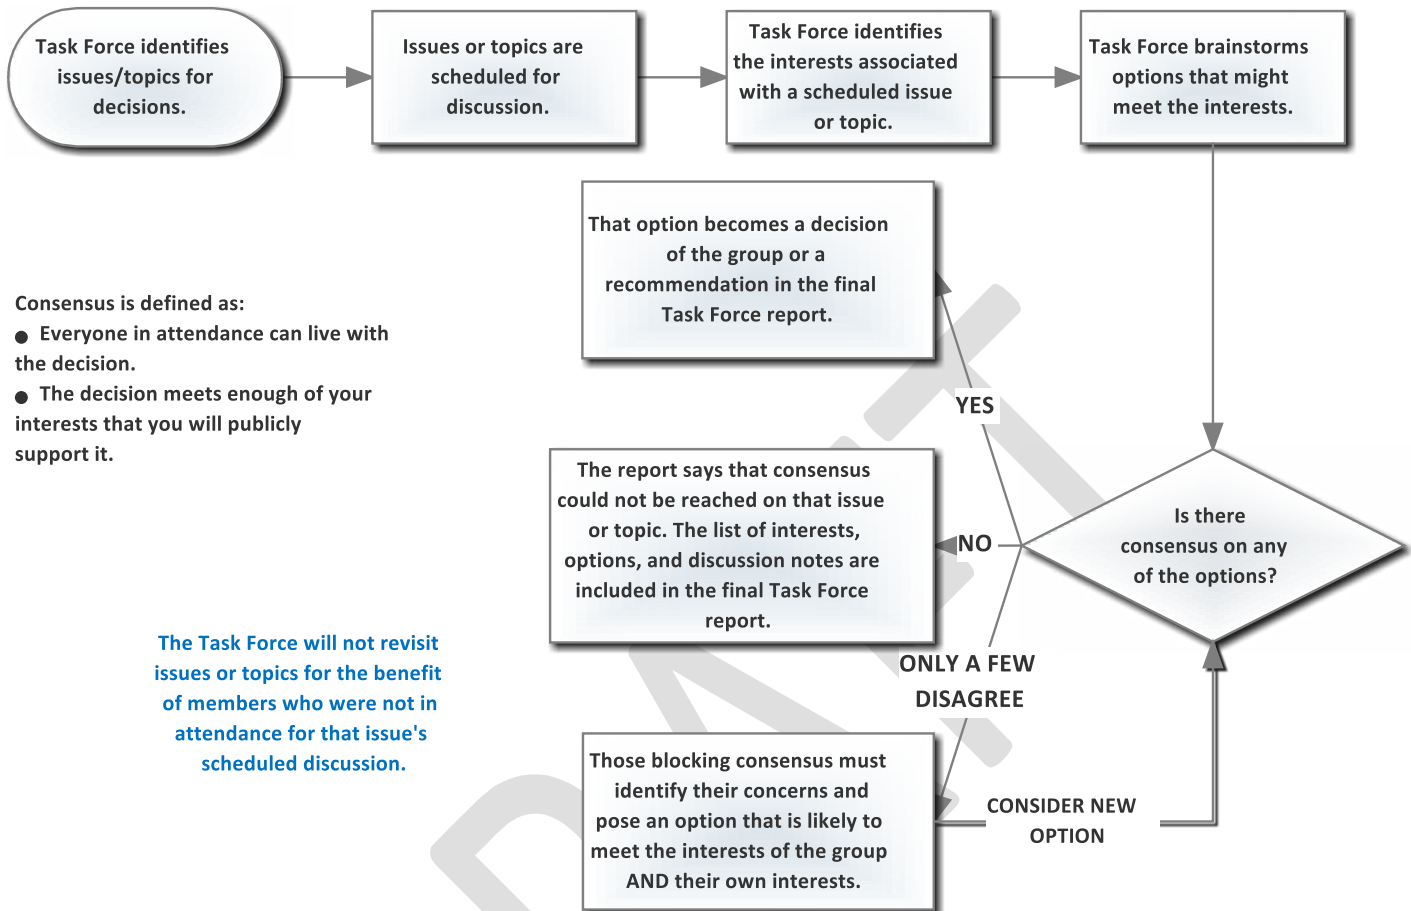 Task Force identifies
issues/topics for
decisions.
Issues or topics are
scheduled for
discussion.
Task Force identifies
the interests associated
with a scheduled issue
or topic.
Task Force brainstorms
options that might
meet the interests.
That option becomes a decision
of the group or a
recommendation in the final
Task Force report.
Consensus is defined as:
● Everyone in attendance can live with
the decision.
● The decision meets enough of your
interests that you will publicly
support it.
YES
The report says that consensus
could not be reached on that issue
or topic. The list of interests,
options, and discussion notes are
included in the final Task Force
report.
NO
Is there
consensus on any
of the options?
The Task Force will not revisit
issues or topics for the benefit
of members who were not in
attendance for that issue's
scheduled discussion.
ONLY A FEW
DISAGREE
Those blocking consensus must
identify their concerns and
pose an option that is likely to
meet the interests of the group
AND their own interests.
CONSIDER NEW
OPTION
DRAFT